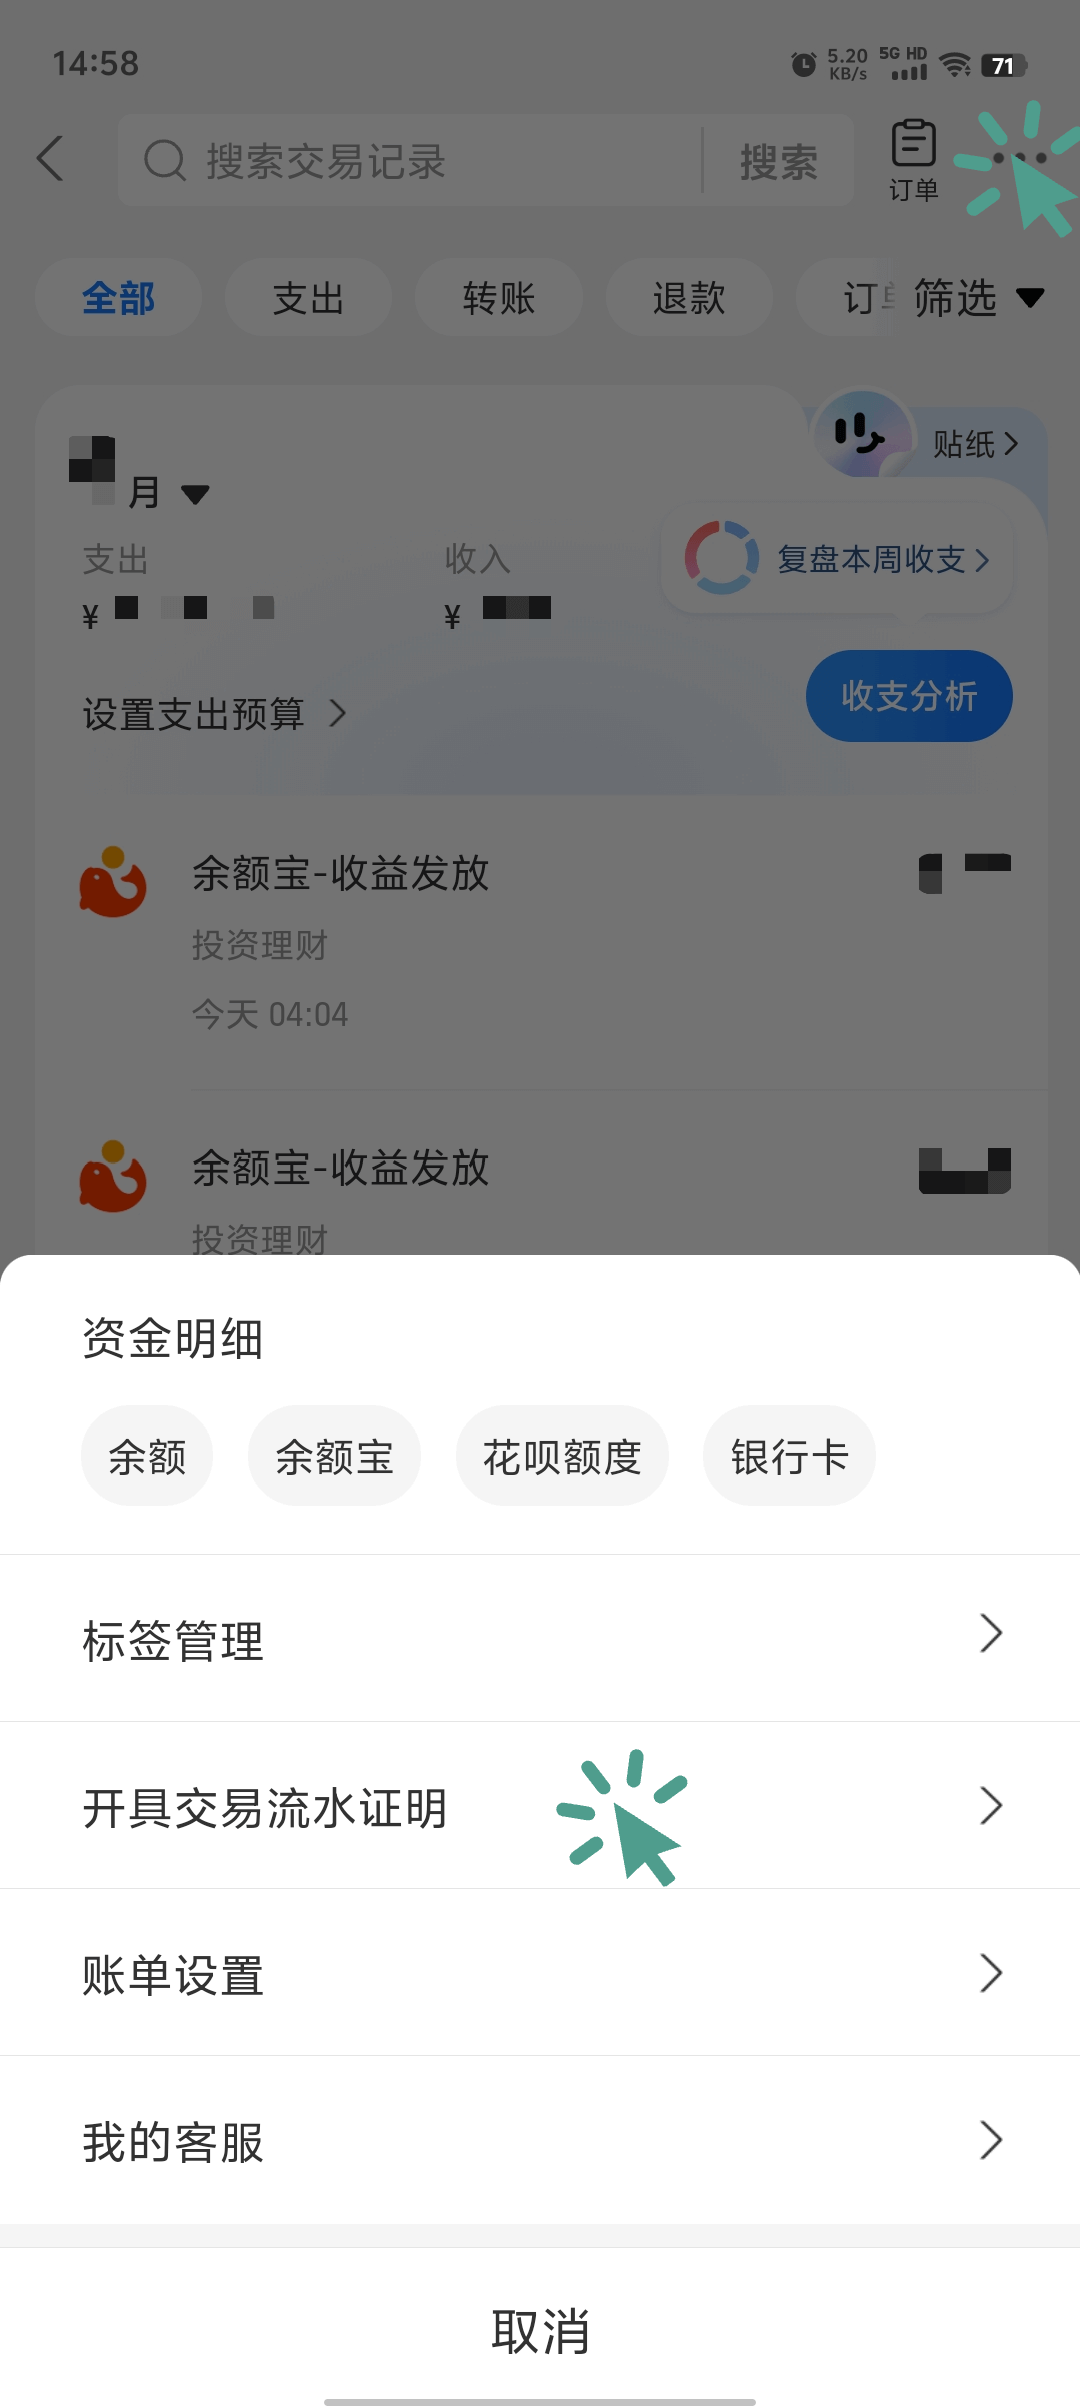 14:58
5.20 KB/s
5G HD
71
搜索交易记录
搜索
订单
全部
支出
转账
退款
订
筛选
贴纸
月
支出
收入
复盘本周收支
¥
¥
设置支出预算
收支分析
余额宝-收益发放
投资理财
今天 04:04
余额宝-收益发放
投资理财
资金明细
余额
余额宝
花呗额度
银行卡
标签管理
开具交易流水证明
账单设置
我的客服
取消